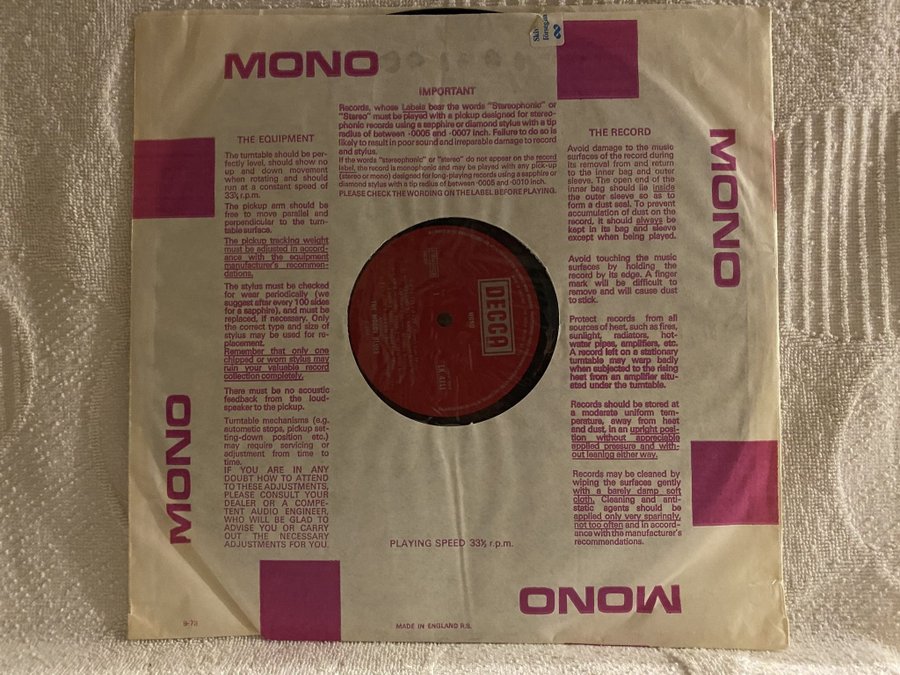 MONO
IMPORTANT
Records, whose Labels bear the words "Stereophonic" or
"Stereo" must be played with a pickup designed for stereo-
phonic records using a sapphire or diamond stylus with a tip
radius of between ·0005 and ·0007 inch. Failure to do so is
likely to result in poor sound and irreparable damage to record
and stylus.
If the words "stereophonic" or "stereo" do not appear on the record
label, the record is monophonic and may be played with any pick-up
(stereo or mono) designed for long-playing records using a sapphire or
diamond stylus with a tip radius of between ·0005 and ·0010 inch.
PLEASE CHECK THE WORDING ON THE LABEL BEFORE PLAYING.
THE EQUIPMENT
The turntable should be per-
fectly level, should show no
up and down movement
when rotating and should
run at a constant speed of
33⅓ r.p.m.
The pickup arm should be
free to move parallel and
perpendicular to the turn-
table surface.
The pickup tracking weight
must be adjusted in accord-
ance with the equipment
manufacturer's recommen-
dations.
The stylus must be checked
for wear periodically (we
suggest after every 100 sides
for a sapphire), and must be
replaced, if necessary. Only
the correct type and size of
stylus may be used for re-
placement.
Remember that only one
chipped or worn stylus may
ruin your valuable record
collection completely.
There must be no acoustic
feedback from the loud-
speaker to the pickup.
Turntable mechanisms (e.g.
automatic stops, pickup set-
ting-down position etc.)
may require servicing or
adjustment from time to
time.
IF YOU ARE IN ANY
DOUBT HOW TO ATTEND
TO THESE ADJUSTMENTS,
PLEASE CONSULT YOUR
DEALER OR A COMPE-
TENT AUDIO ENGINEER,
WHO WILL BE GLAD TO
ADVISE YOU OR CARRY
OUT THE NECESSARY
ADJUSTMENTS FOR YOU.
THE RECORD
Avoid damage to the music
surfaces of the record during
its removal from and return
to the inner bag and outer
sleeve. The open end of the
inner bag should lie inside
the outer sleeve so as to
form a dust seal. To prevent
accumulation of dust on the
record, it should always be
kept in its bag and sleeve
except when being played.
Avoid touching the music
surfaces by holding the
record by its edge. A finger
mark will be difficult to
remove and will cause dust
to stick.
Protect records from all
sources of heat, such as fires,
sunlight, radiators, hot-
water pipes, amplifiers, etc.
A record left on a stationary
turntable may warp badly
when subjected to the rising
heat from an amplifier situ-
ated under the turntable.
Records should be stored at
a moderate uniform tem-
perature, away from heat
and dust, in an upright posi-
tion without appreciable
applied pressure and with-
out leaning either way.
Records may be cleaned by
wiping the surfaces gently
with a barely damp soft
cloth. Cleaning and anti-
static agents should be
applied only very sparingly,
not too often and in accord-
ance with the manufacturer's
recommendations.
MONO
DECCA
MONO
PLAYING SPEED 33⅓ r.p.m.
MONO
MADE IN ENGLAND R.S.